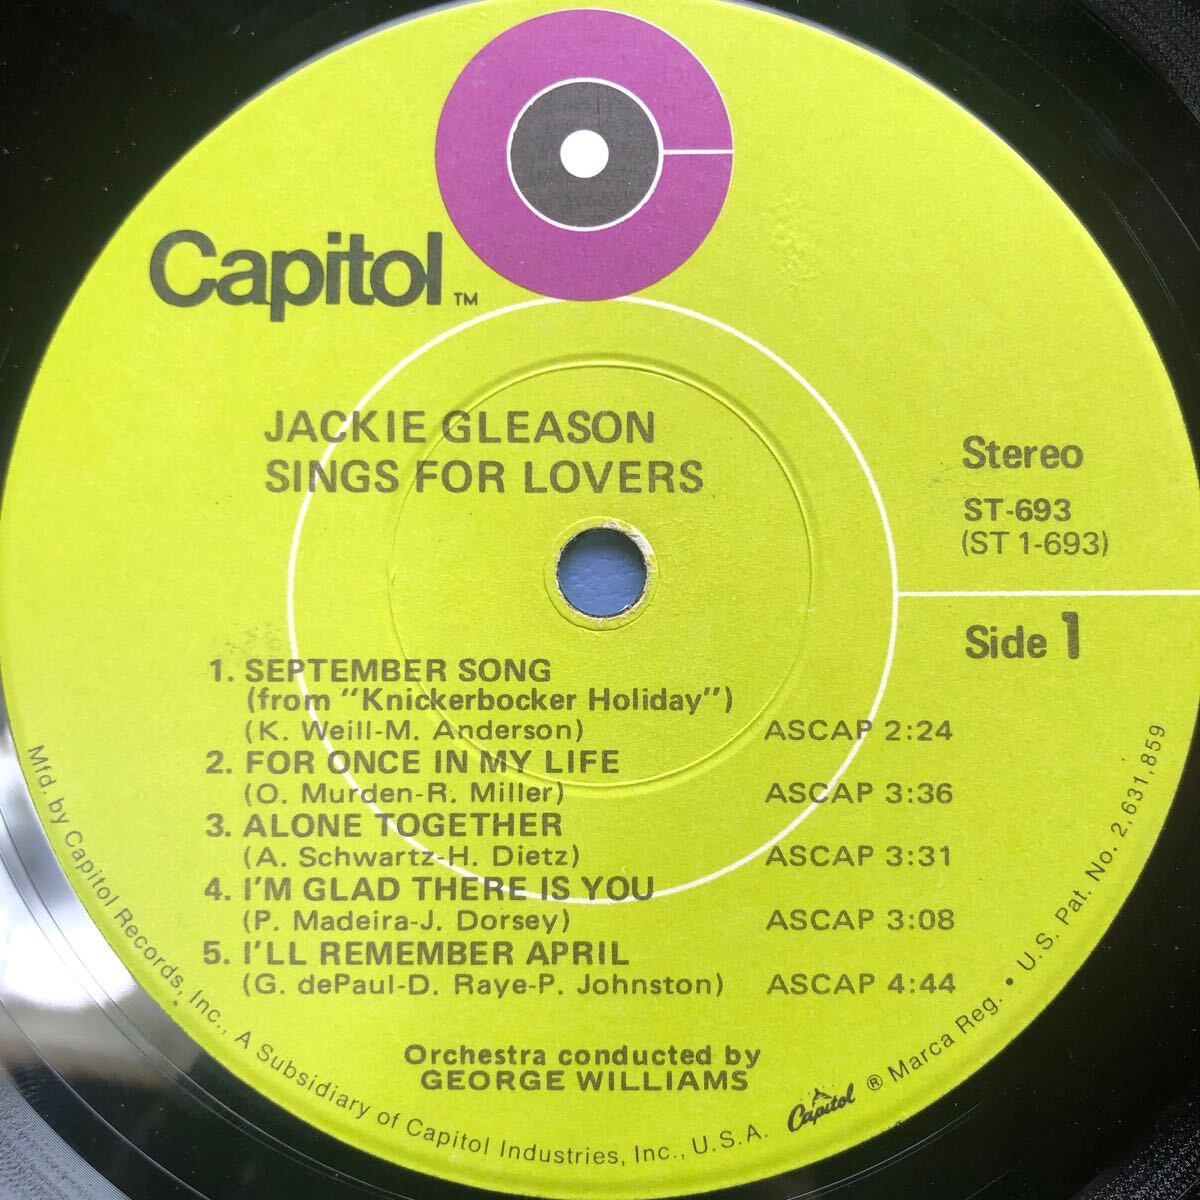 Capitol™
JACKIE GLEASON
SINGS FOR LOVERS
Stereo
ST-693
(ST 1-693)
Side 1
1. SEPTEMBER SONG
(from "Knickerbocker Holiday")
(K. Weill-M. Anderson) ASCAP 2:24
2. FOR ONCE IN MY LIFE
(O. Murden-R. Miller) ASCAP 3:36
3. ALONE TOGETHER
(A. Schwartz-H. Dietz) ASCAP 3:31
4. I'M GLAD THERE IS YOU
(P. Madeira-J. Dorsey) ASCAP 3:08
5. I'LL REMEMBER APRIL
(G. dePaul-D. Raye-P. Johnston) ASCAP 4:44
Orchestra conducted by
GEORGE WILLIAMS
Mfd. by Capitol Records, Inc., A Subsidiary of Capitol Industries, Inc., U.S.A. Capitol ® Marca Reg. • U.S. Pat. No. 2,631,859